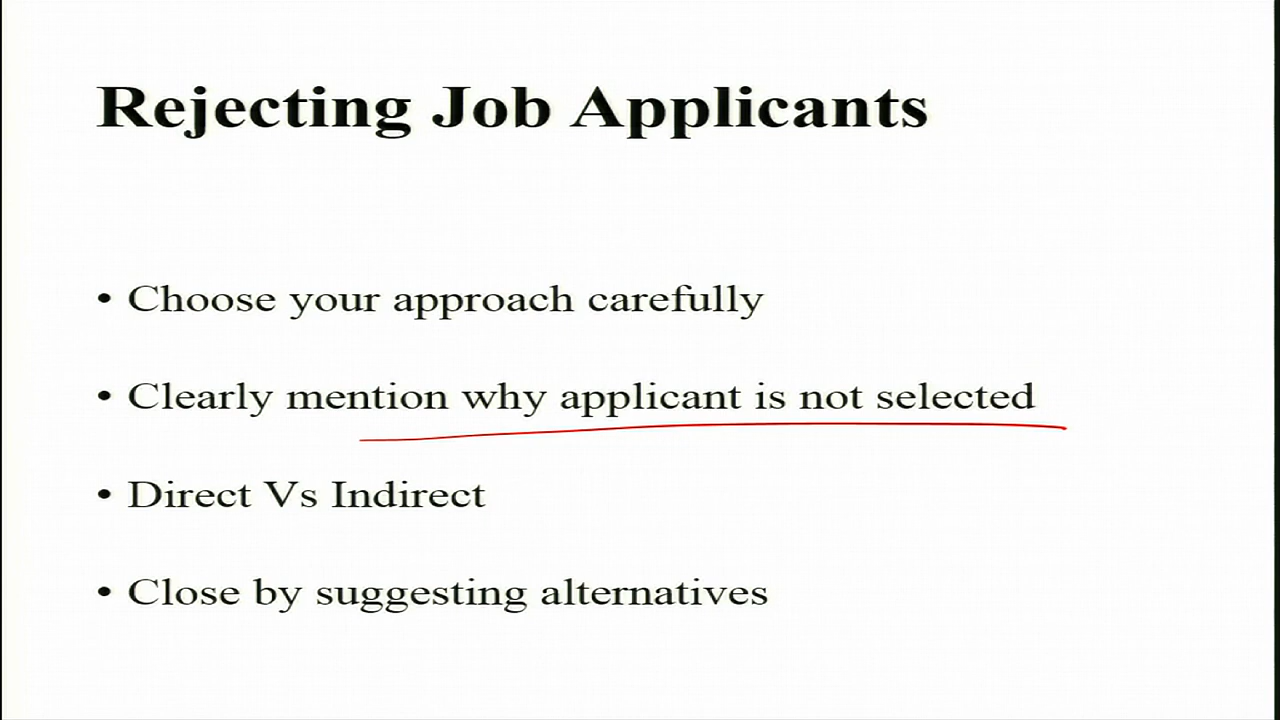 Rejecting Job Applicants
• Choose your approach carefully
• Clearly mention why applicant is not selected
• Direct Vs Indirect
• Close by suggesting alternatives